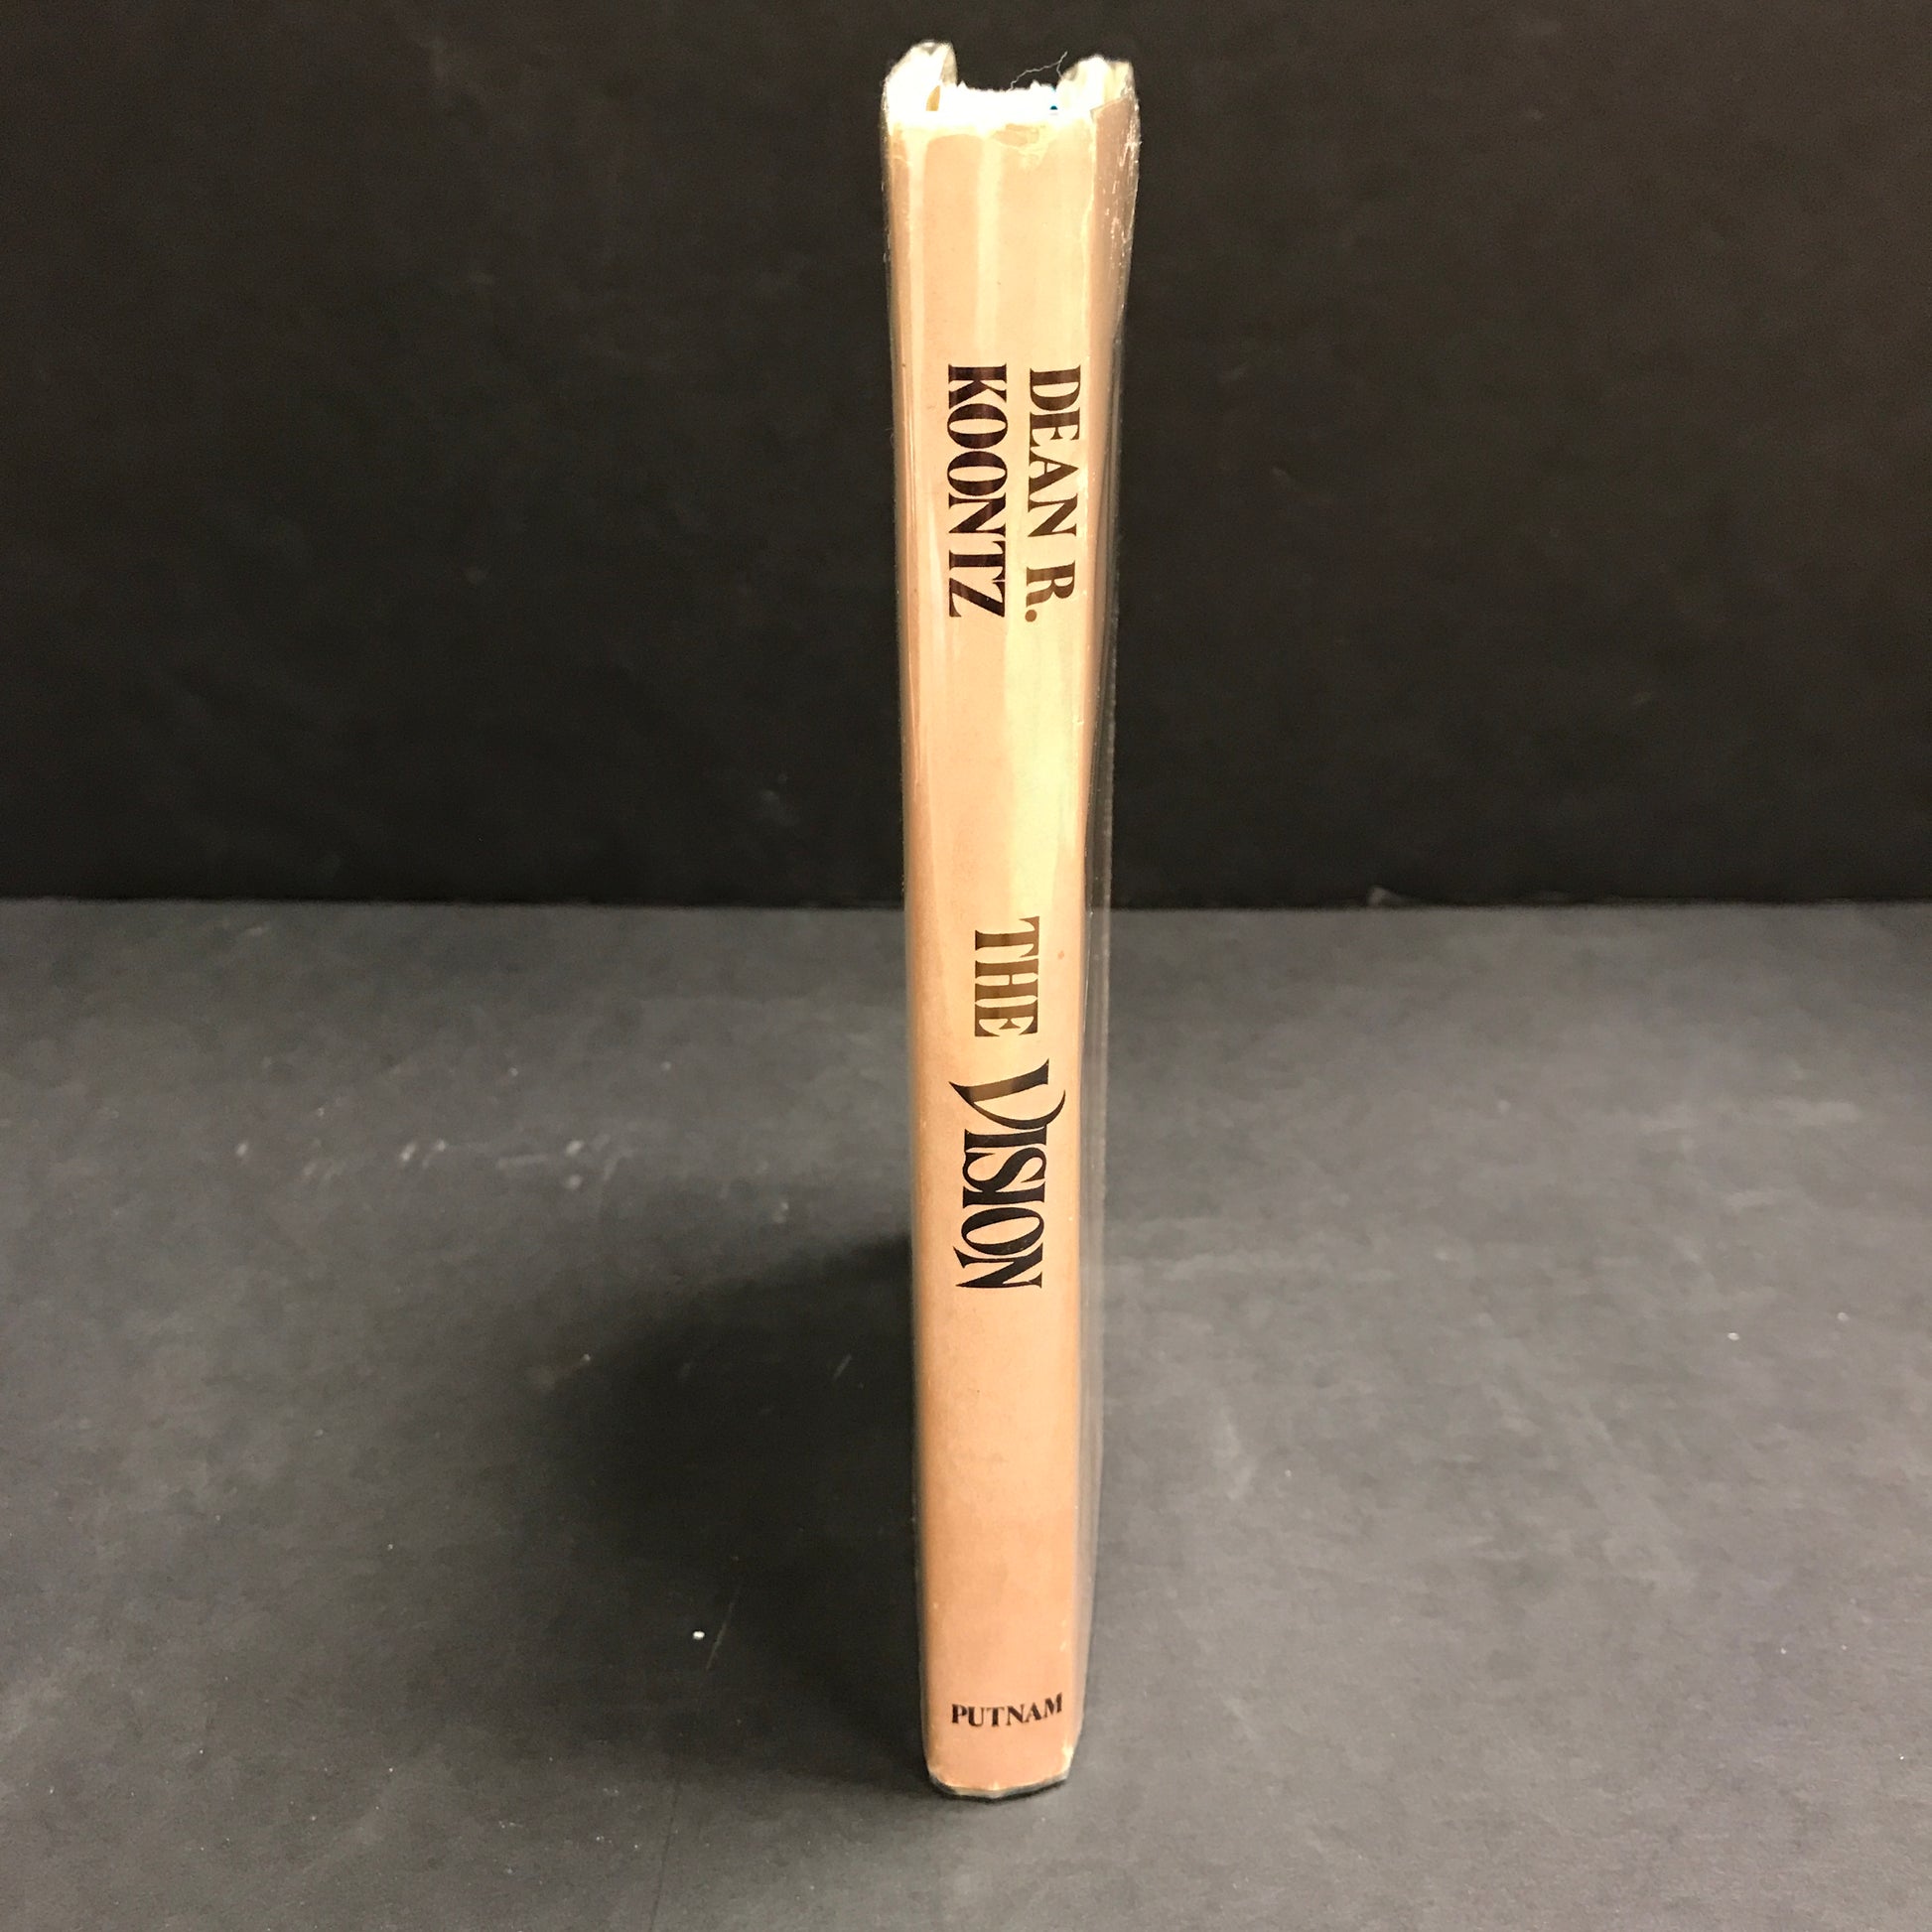 DEAN R.
KOONTZ
THE VISION
PUTNAM